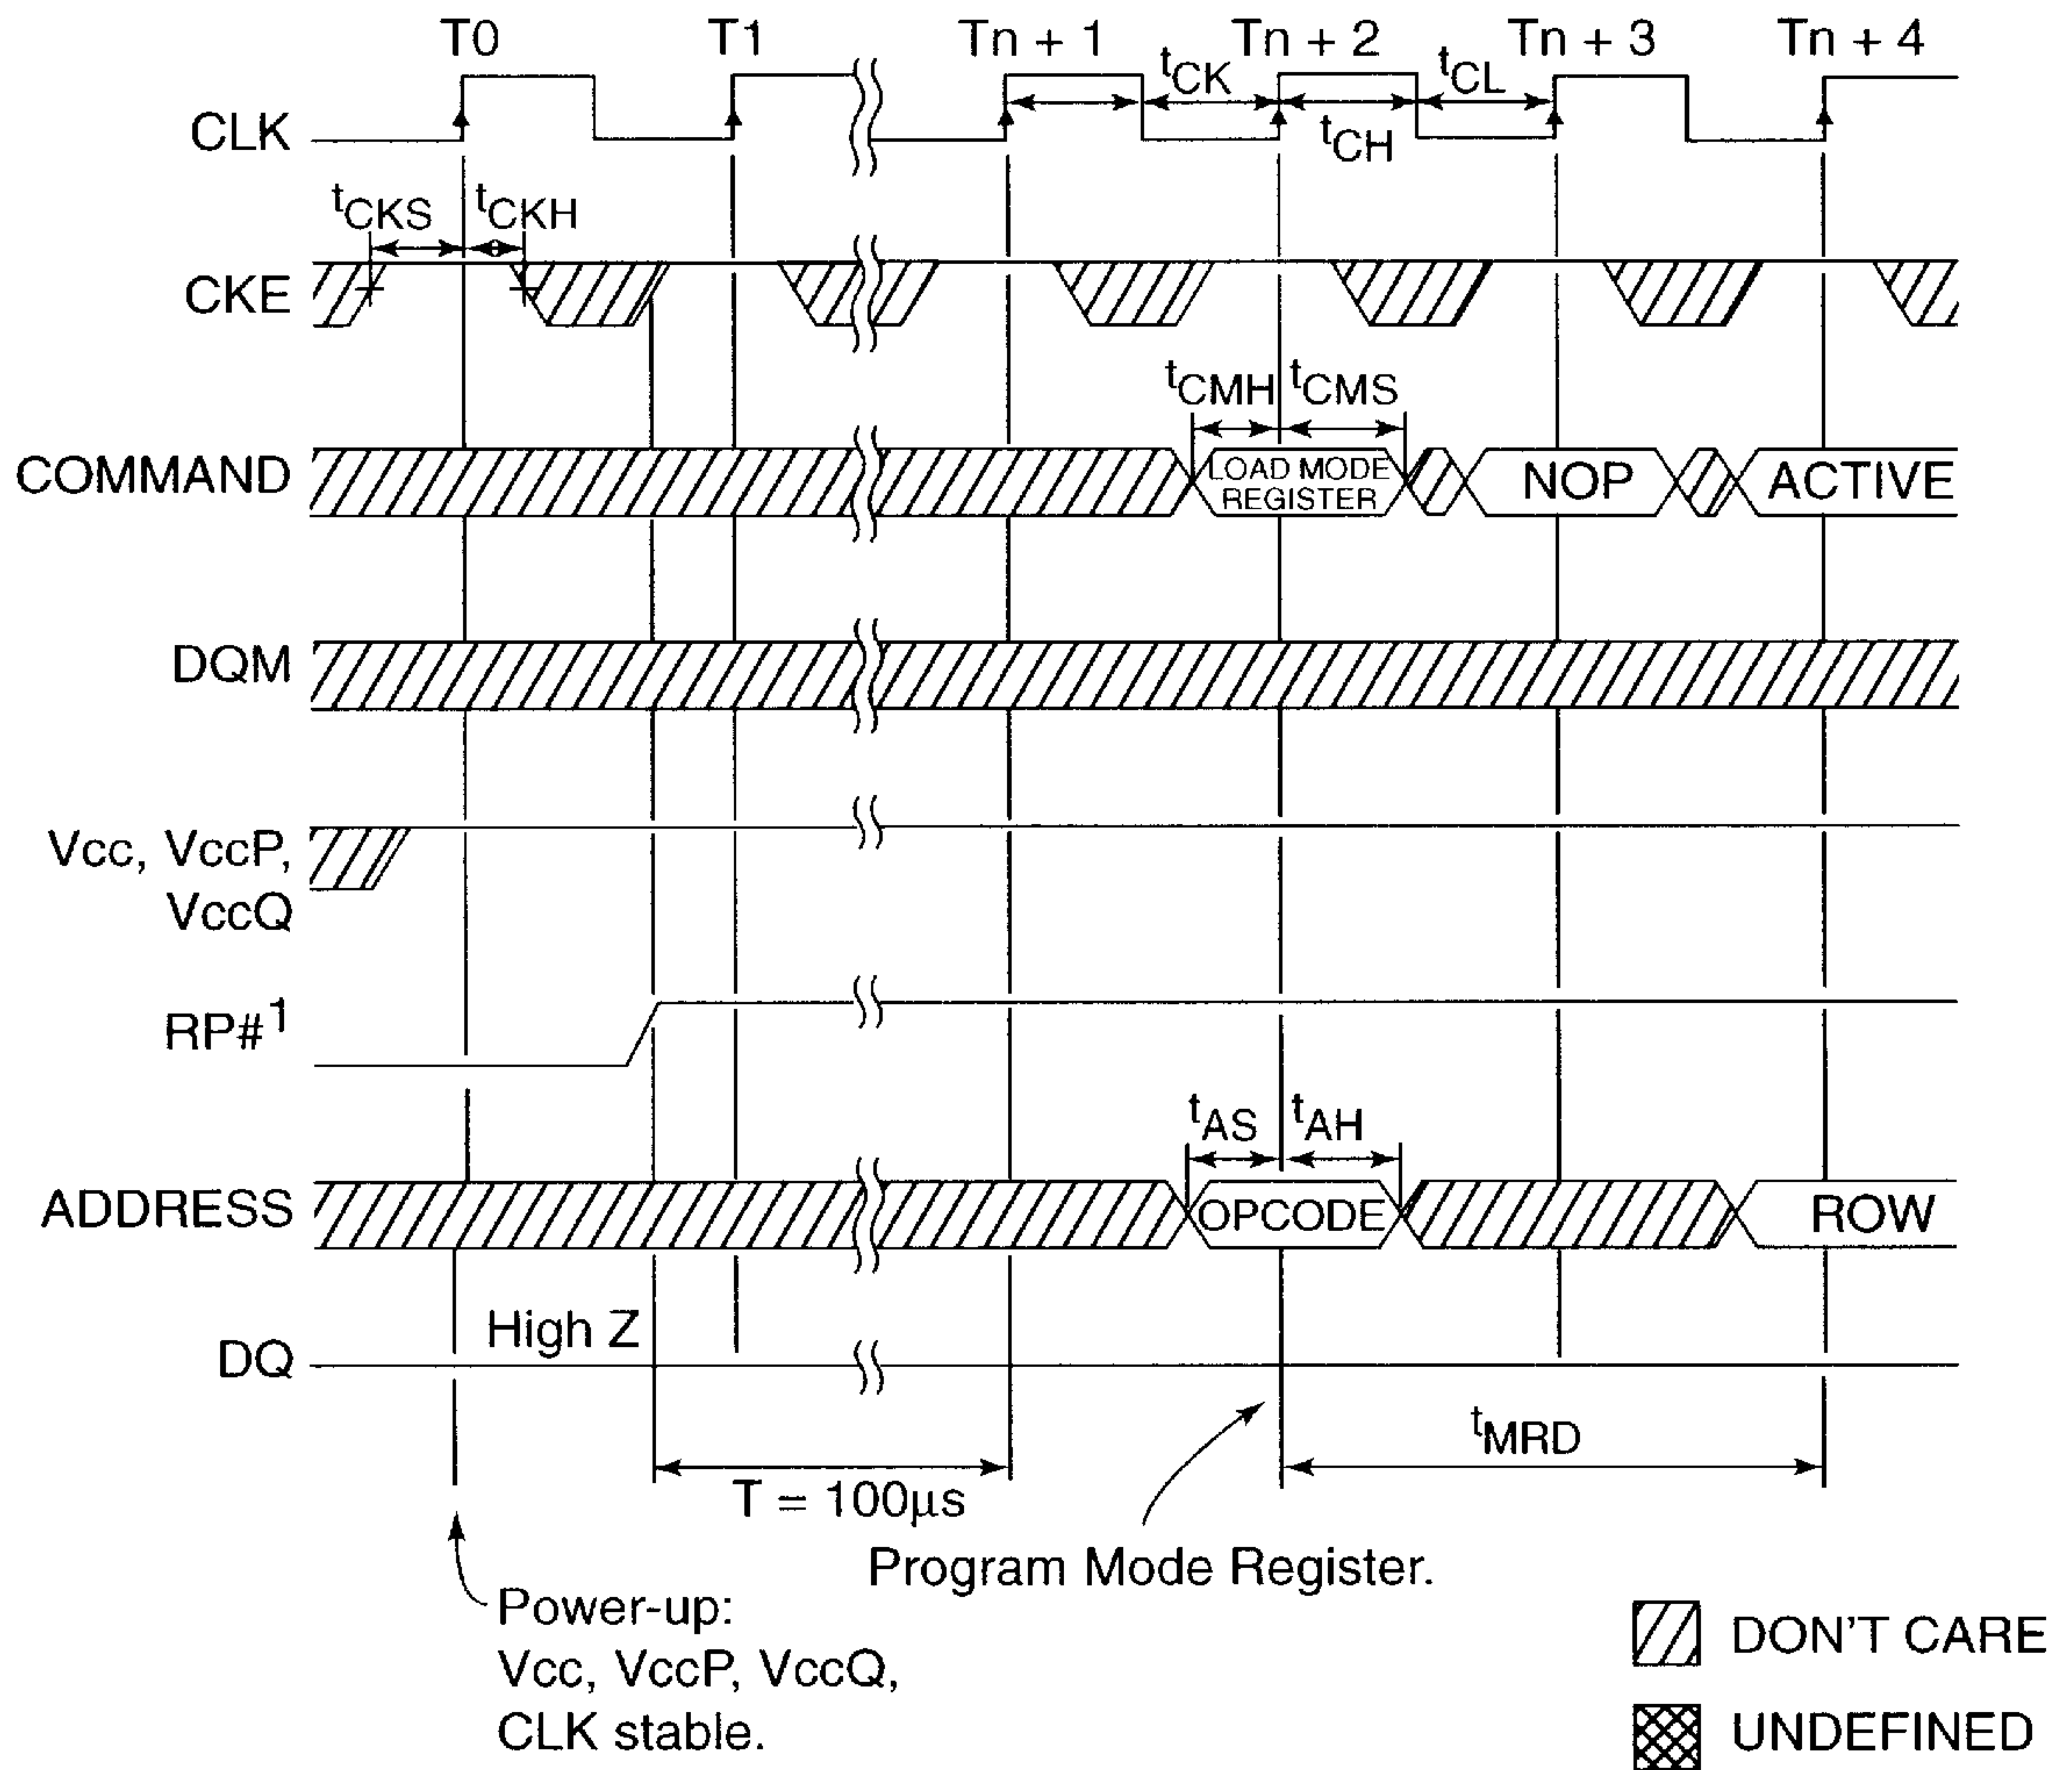 T0 T1 Tn + 1 Tn + 2 Tn + 3 Tn + 4
tCK tCL
CLK
tCH
tCKS tCKH
CKE
tCMH tCMS
COMMAND LOAD MODE REGISTER NOP ACTIVE
DQM
Vcc, VccP,
VccQ
RP#1
tAS tAH
ADDRESS OPCODE ROW
High Z
DQ
tMRD
T = 100µs
Program Mode Register.
Power-up:
Vcc, VccP, VccQ,
CLK stable.
DON'T CARE
UNDEFINED